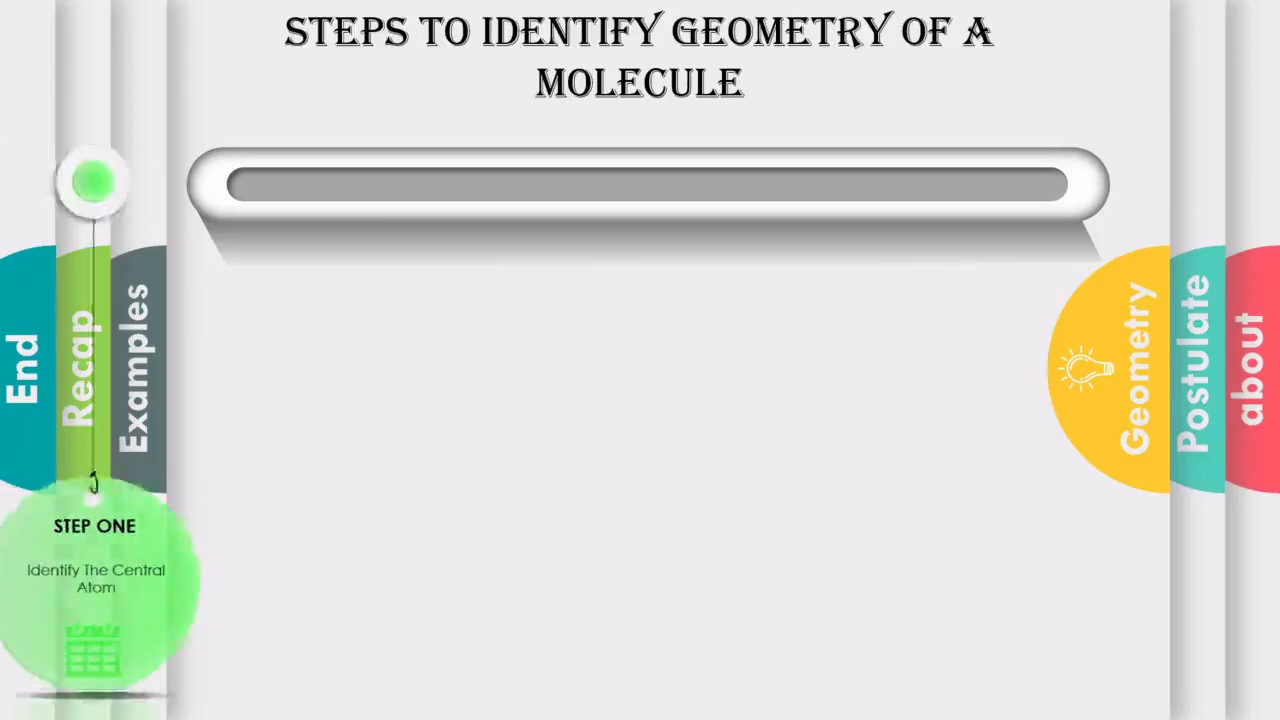 STEPS TO IDENTIFY GEOMETRY OF A
MOLECULE
End
Recap
Examples
Geometry
Postulate
about
STEP ONE
Identify The Central
Atom